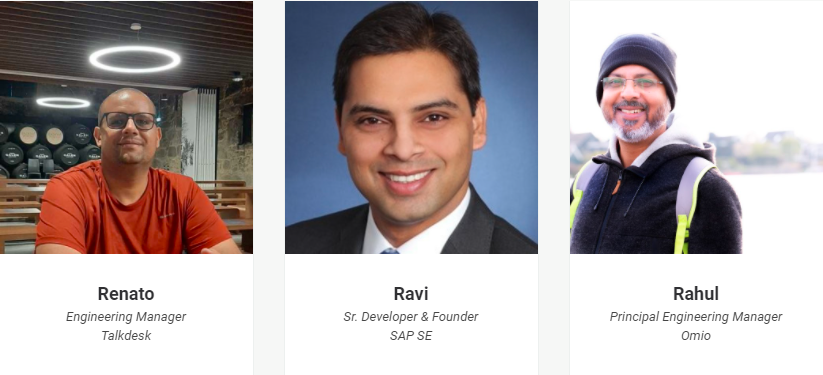 Renato
Engineering Manager
Talkdesk
Ravi
Sr. Developer & Founder
SAP SE
Rahul
Principal Engineering Manager
Omio